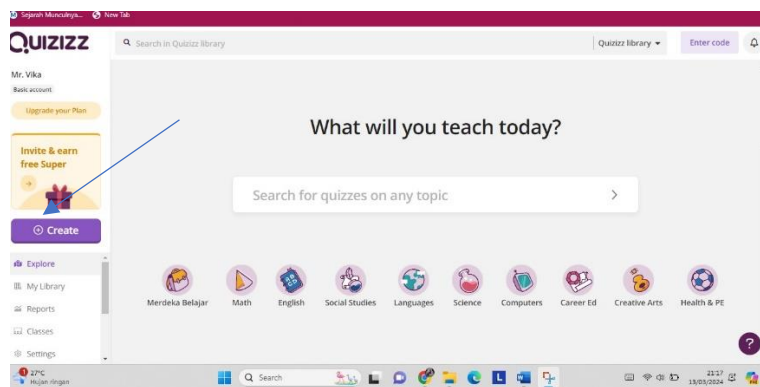 Sejarah Munculnya... New Tab
QUIZIZZ
Search in Quizizz library
Quizizz library
Enter code
Mr. Vika
Basic account
Upgrade your Plan
Invite & earn
free Super
Create
Explore
My Library
Reports
Classes
Settings
What will you teach today?
Search for quizzes on any topic
Merdeka Belajar Math English Social Studies Languages Science Computers Career Ed Creative Arts Health & PE
?
1
27°C
Hujan ringan
Search
21:17
13/03/2024